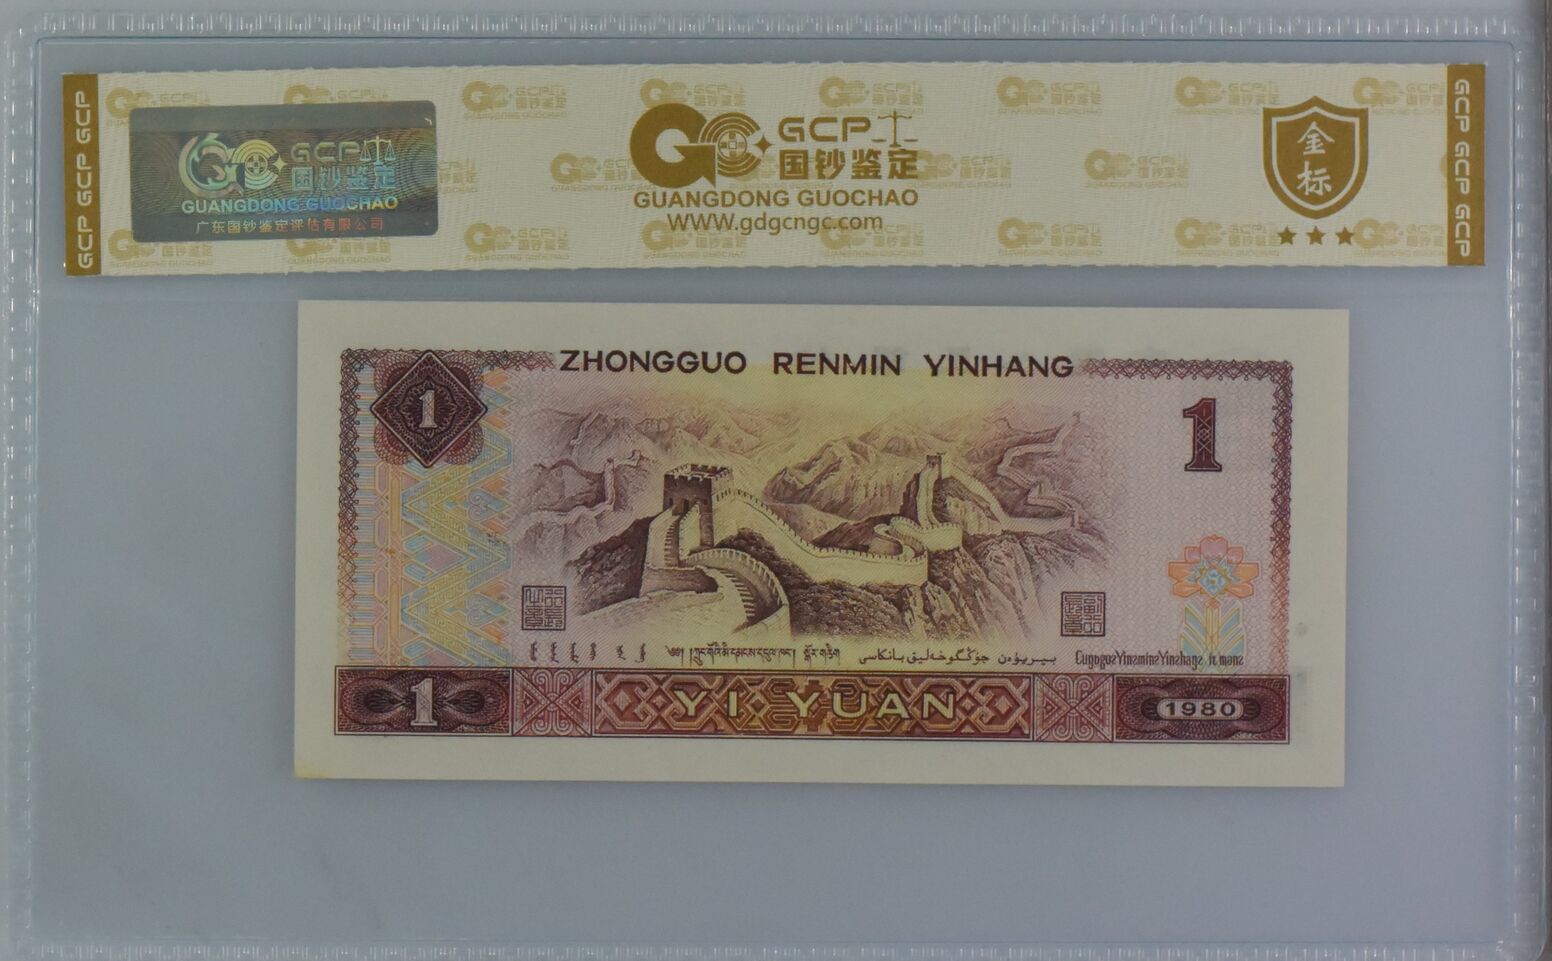 GCP GCP GCP
GCP
国钞鉴定
GUANGDONG GUOCHAO
广东国钞鉴定评估有限公司
GCP
国钞鉴定
GUANGDONG GUOCHAO
WWW.gdgcngc.com
金标
GCP GCP GCP
ZHONGGUO RENMIN YINHANG
1
1
YI YUAN
1
1980